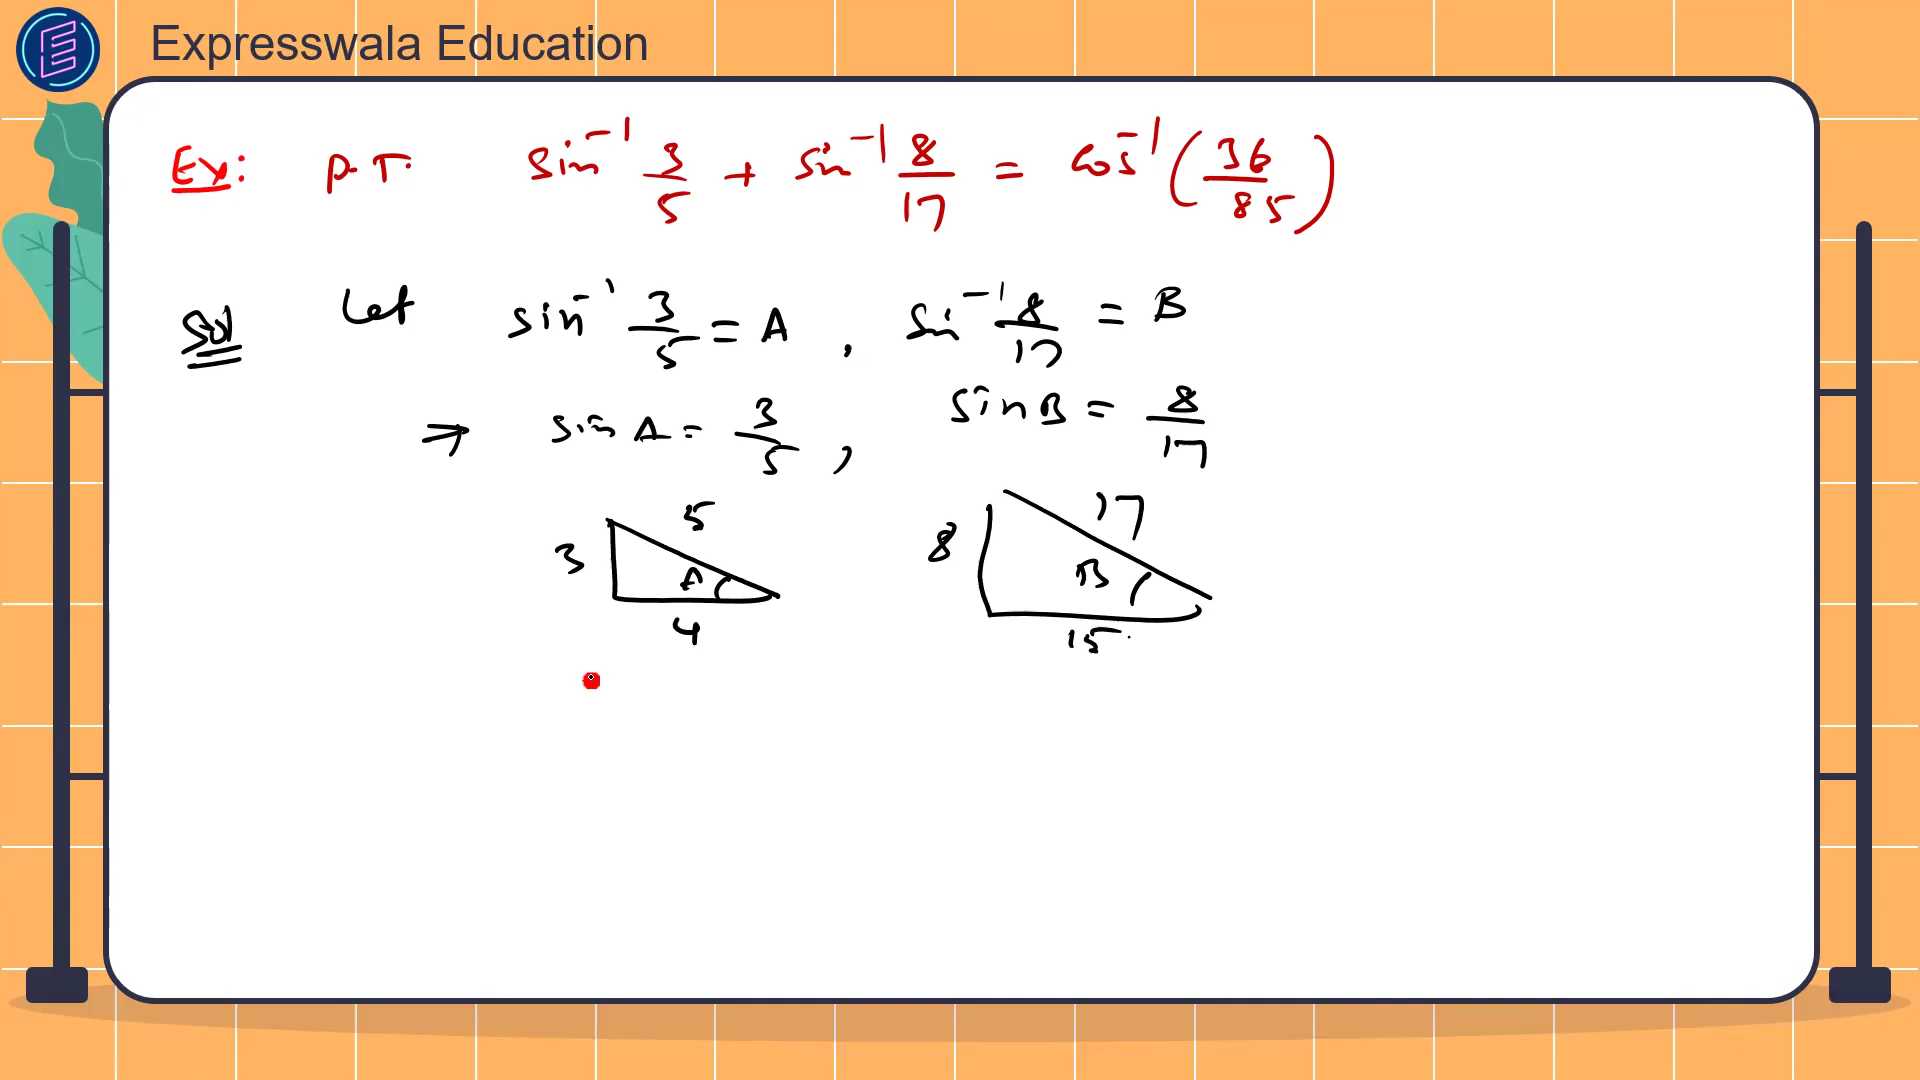 Expresswala Education
Ex: P.T. sin⁻¹ 3/5 + sin⁻¹ 8/17 = cos⁻¹ (36/85)
Sol Let sin⁻¹ 3/5 = A , sin⁻¹ 8/17 = B
⇒ sin A = 3/5 , sin B = 8/17
5 17
3 A 8 B
4 15